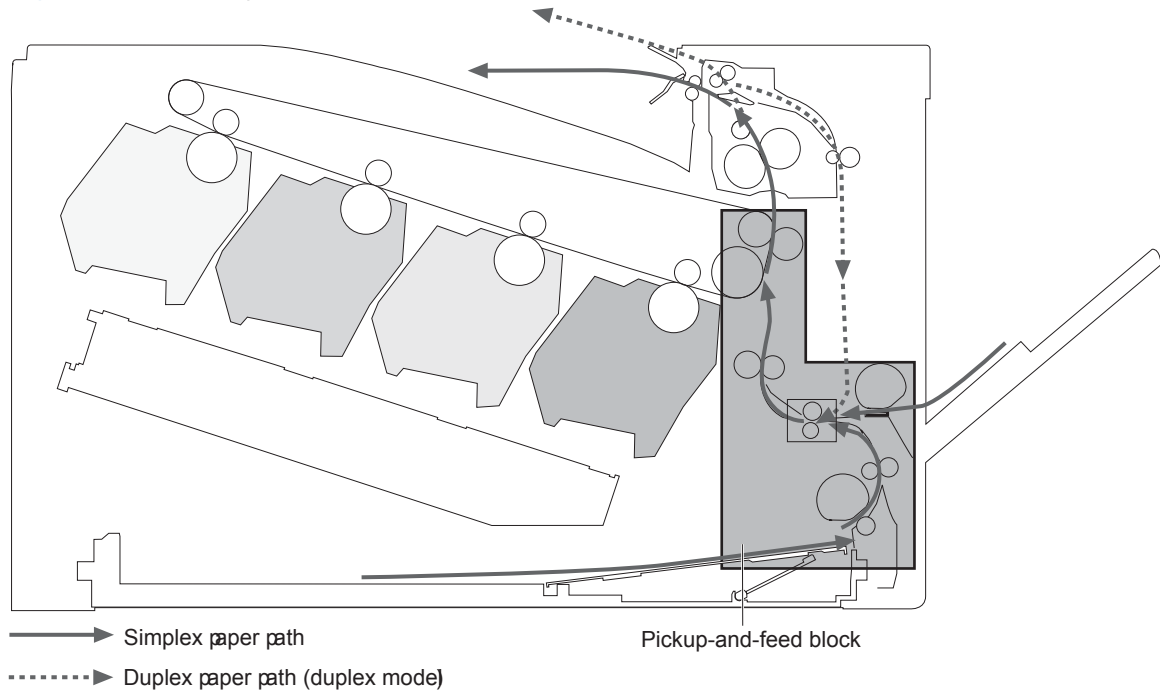 Simplex paper path
Pickup-and-feed block
Duplex paper path (duplex mode)